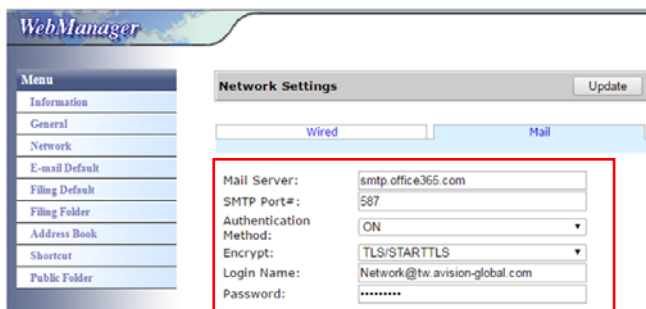 WebManager
Menu
Information
General
Network
E-mail Default
Filing Default
Filing Folder
Address Book
Shortcut
Public Folder
Network Settings
Update
Wired
Mail
Mail Server: smtp.office365.com
SMTP Port#: 587
Authentication
Method: ON
Encrypt: TLS/STARTTLS
Login Name: Network@tw.avision-global.com
Password: •••••••••